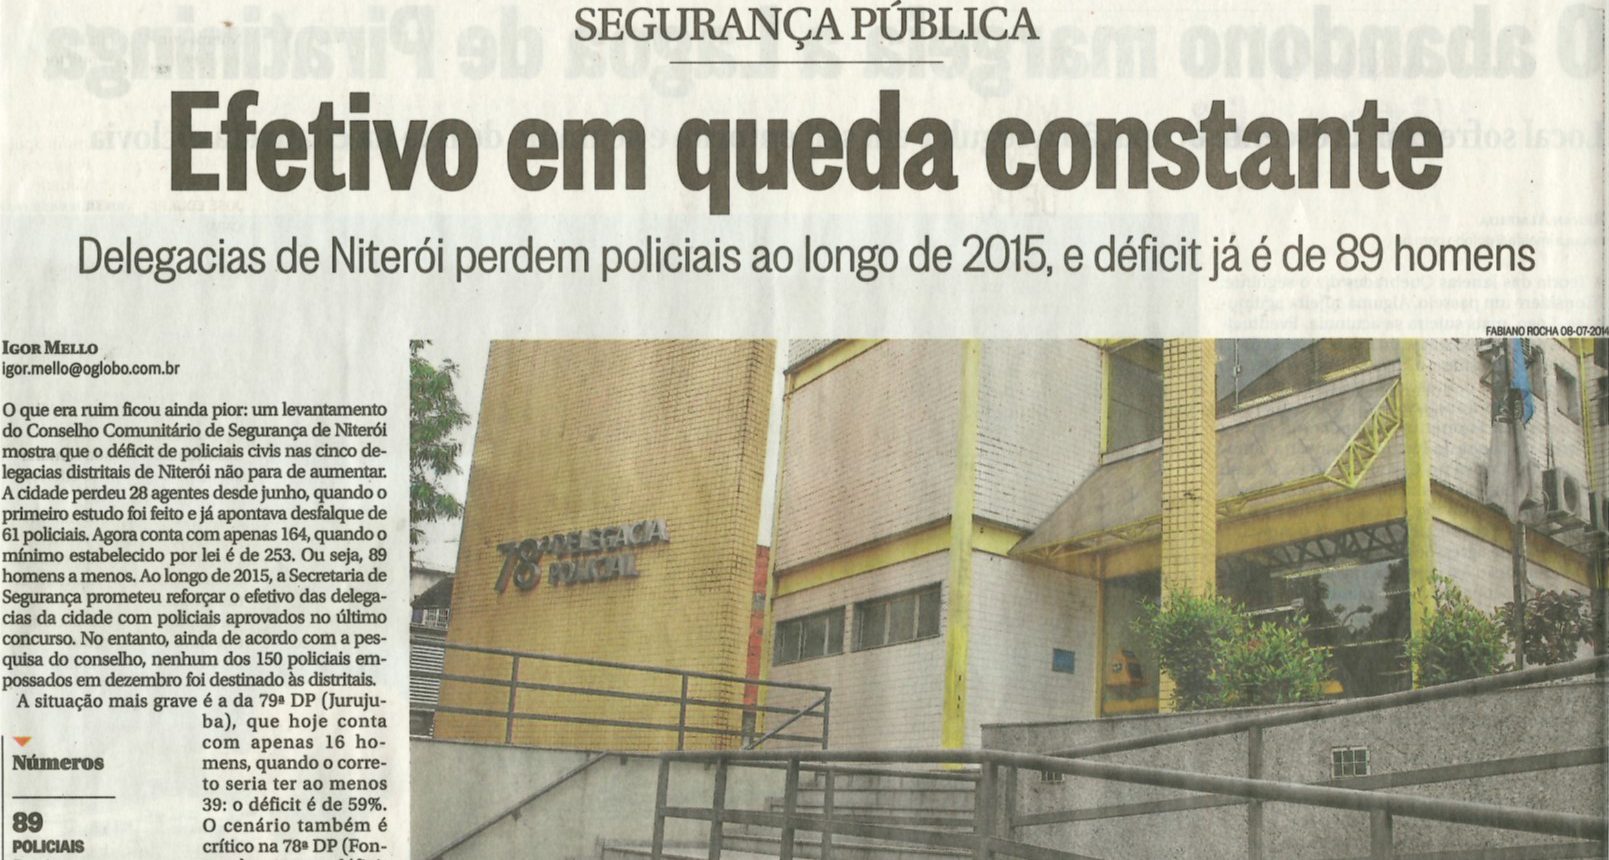 SEGURANÇA PÚBLICA
Efetivo em queda constante
Delegacias de Niterói perdem policiais ao longo de 2015, e déficit já é de 89 homens
FABIANO ROCHA 08-07-2014
IGOR MELLO
igor.mello@oglobo.com.br
O que era ruim ficou ainda pior: um levantamento
do Conselho Comunitário de Segurança de Niterói
mostra que o déficit de policiais civis nas cinco de-
legacias distritais de Niterói não para de aumentar.
A cidade perdeu 28 agentes desde junho, quando o
primeiro estudo foi feito e já apontava desfalque de
61 policiais. Agora conta com apenas 164, quando o
mínimo estabelecido por lei é de 253. Ou seja, 89
homens a menos. Ao longo de 2015, a Secretaria de
Segurança prometeu reforçar o efetivo das delega-
cias da cidade com policiais aprovados no último
concurso. No entanto, ainda de acordo com a pes-
quisa do conselho, nenhum dos 150 policiais em-
possados em dezembro foi destinado às distritais.
A situação mais grave é a da 79ª DP (Juruju-
ba), que hoje conta
com apenas 16 ho-
mens, quando o corre-
to seria ter ao menos
39: o déficit é de 59%.
O cenário também é
crítico na 78ª DP (Fon-
Números
89
POLICIAIS
78ª DELEGACIA
POLICIAL